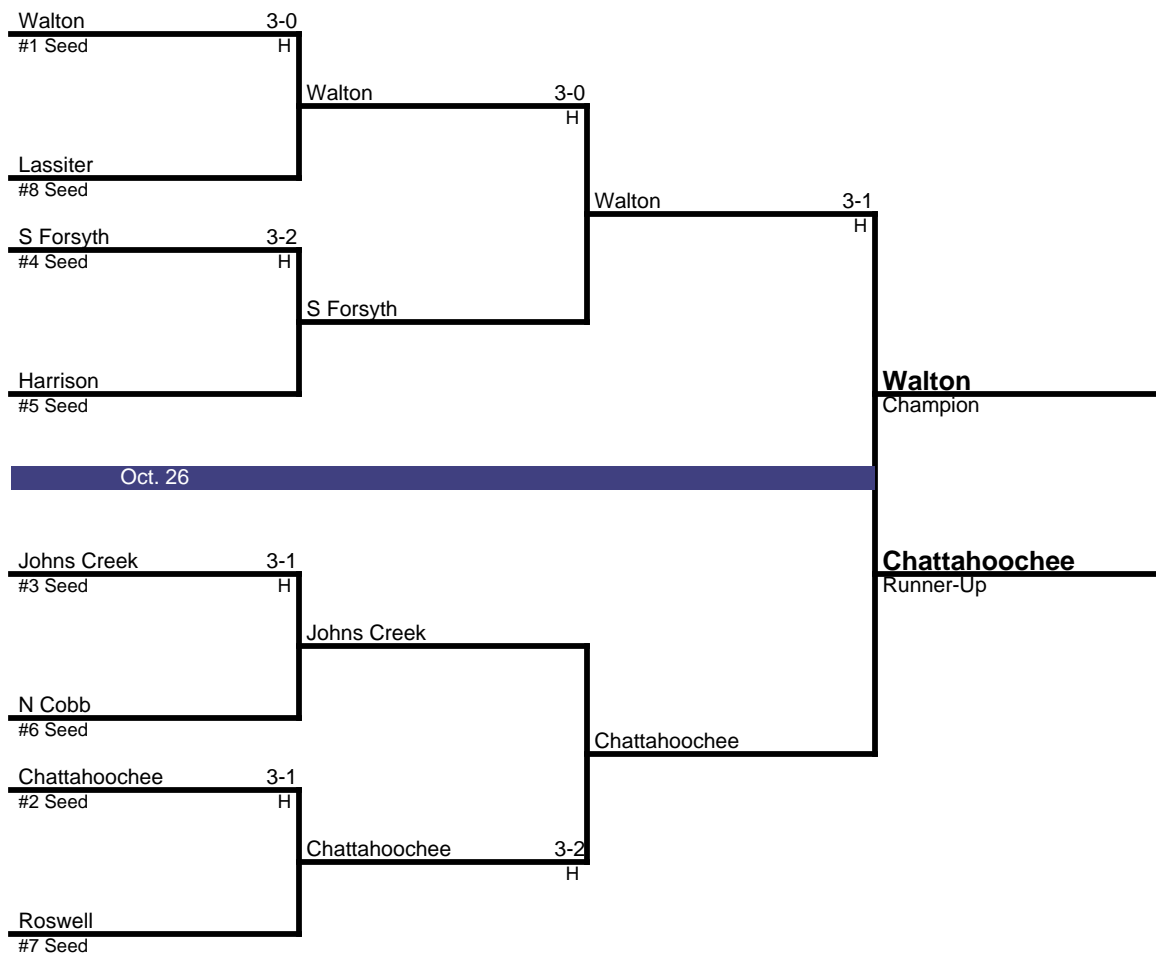 Walton 3-0
#1 Seed H
Walton 3-0
H
Lassiter
#8 Seed
Walton 3-1
H
S Forsyth 3-2
#4 Seed H
S Forsyth
Harrison
#5 Seed
Walton
Champion
Oct. 26
Johns Creek 3-1
#3 Seed H
Chattahoochee
Runner-Up
Johns Creek
N Cobb
#6 Seed
Chattahoochee
Chattahoochee 3-1
#2 Seed H
Chattahoochee 3-2
H
Roswell
#7 Seed